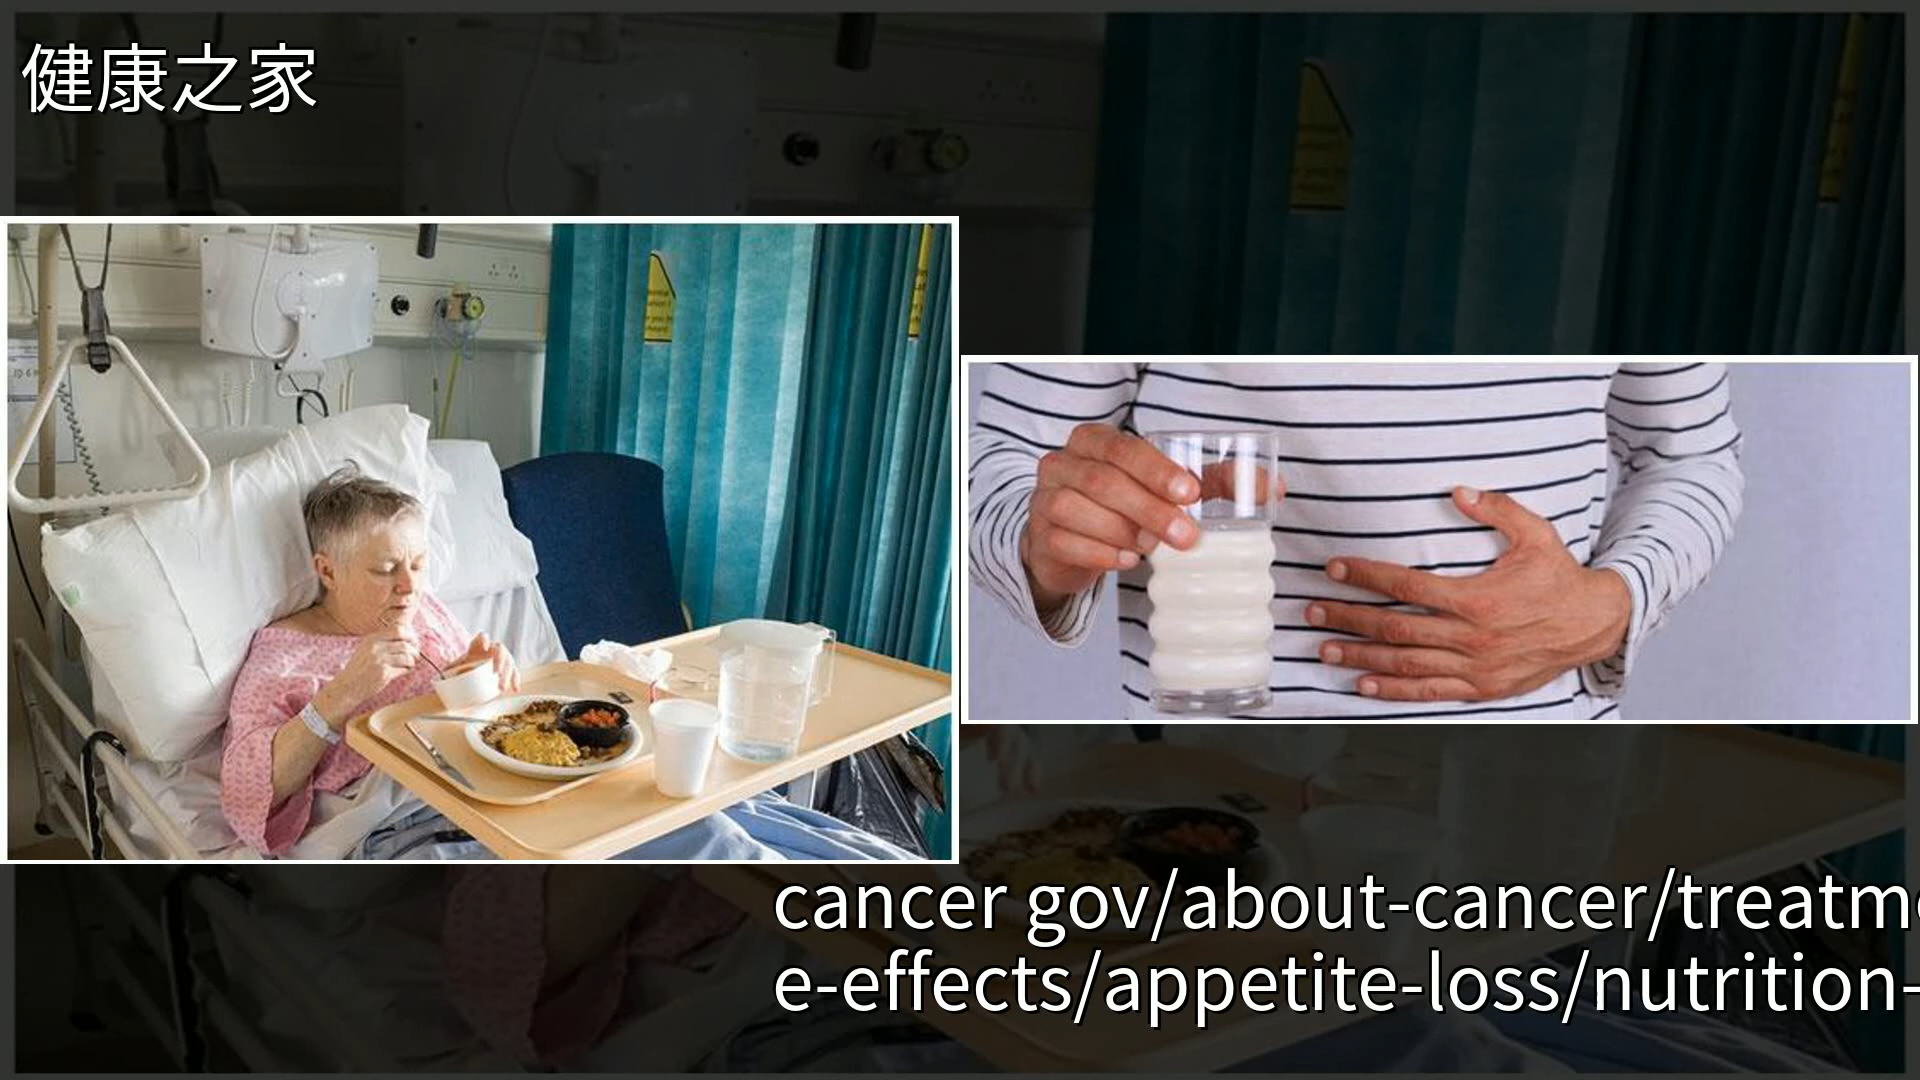 健康之家
cancer gov/about-cancer/treatm
e-effects/appetite-loss/nutrition-